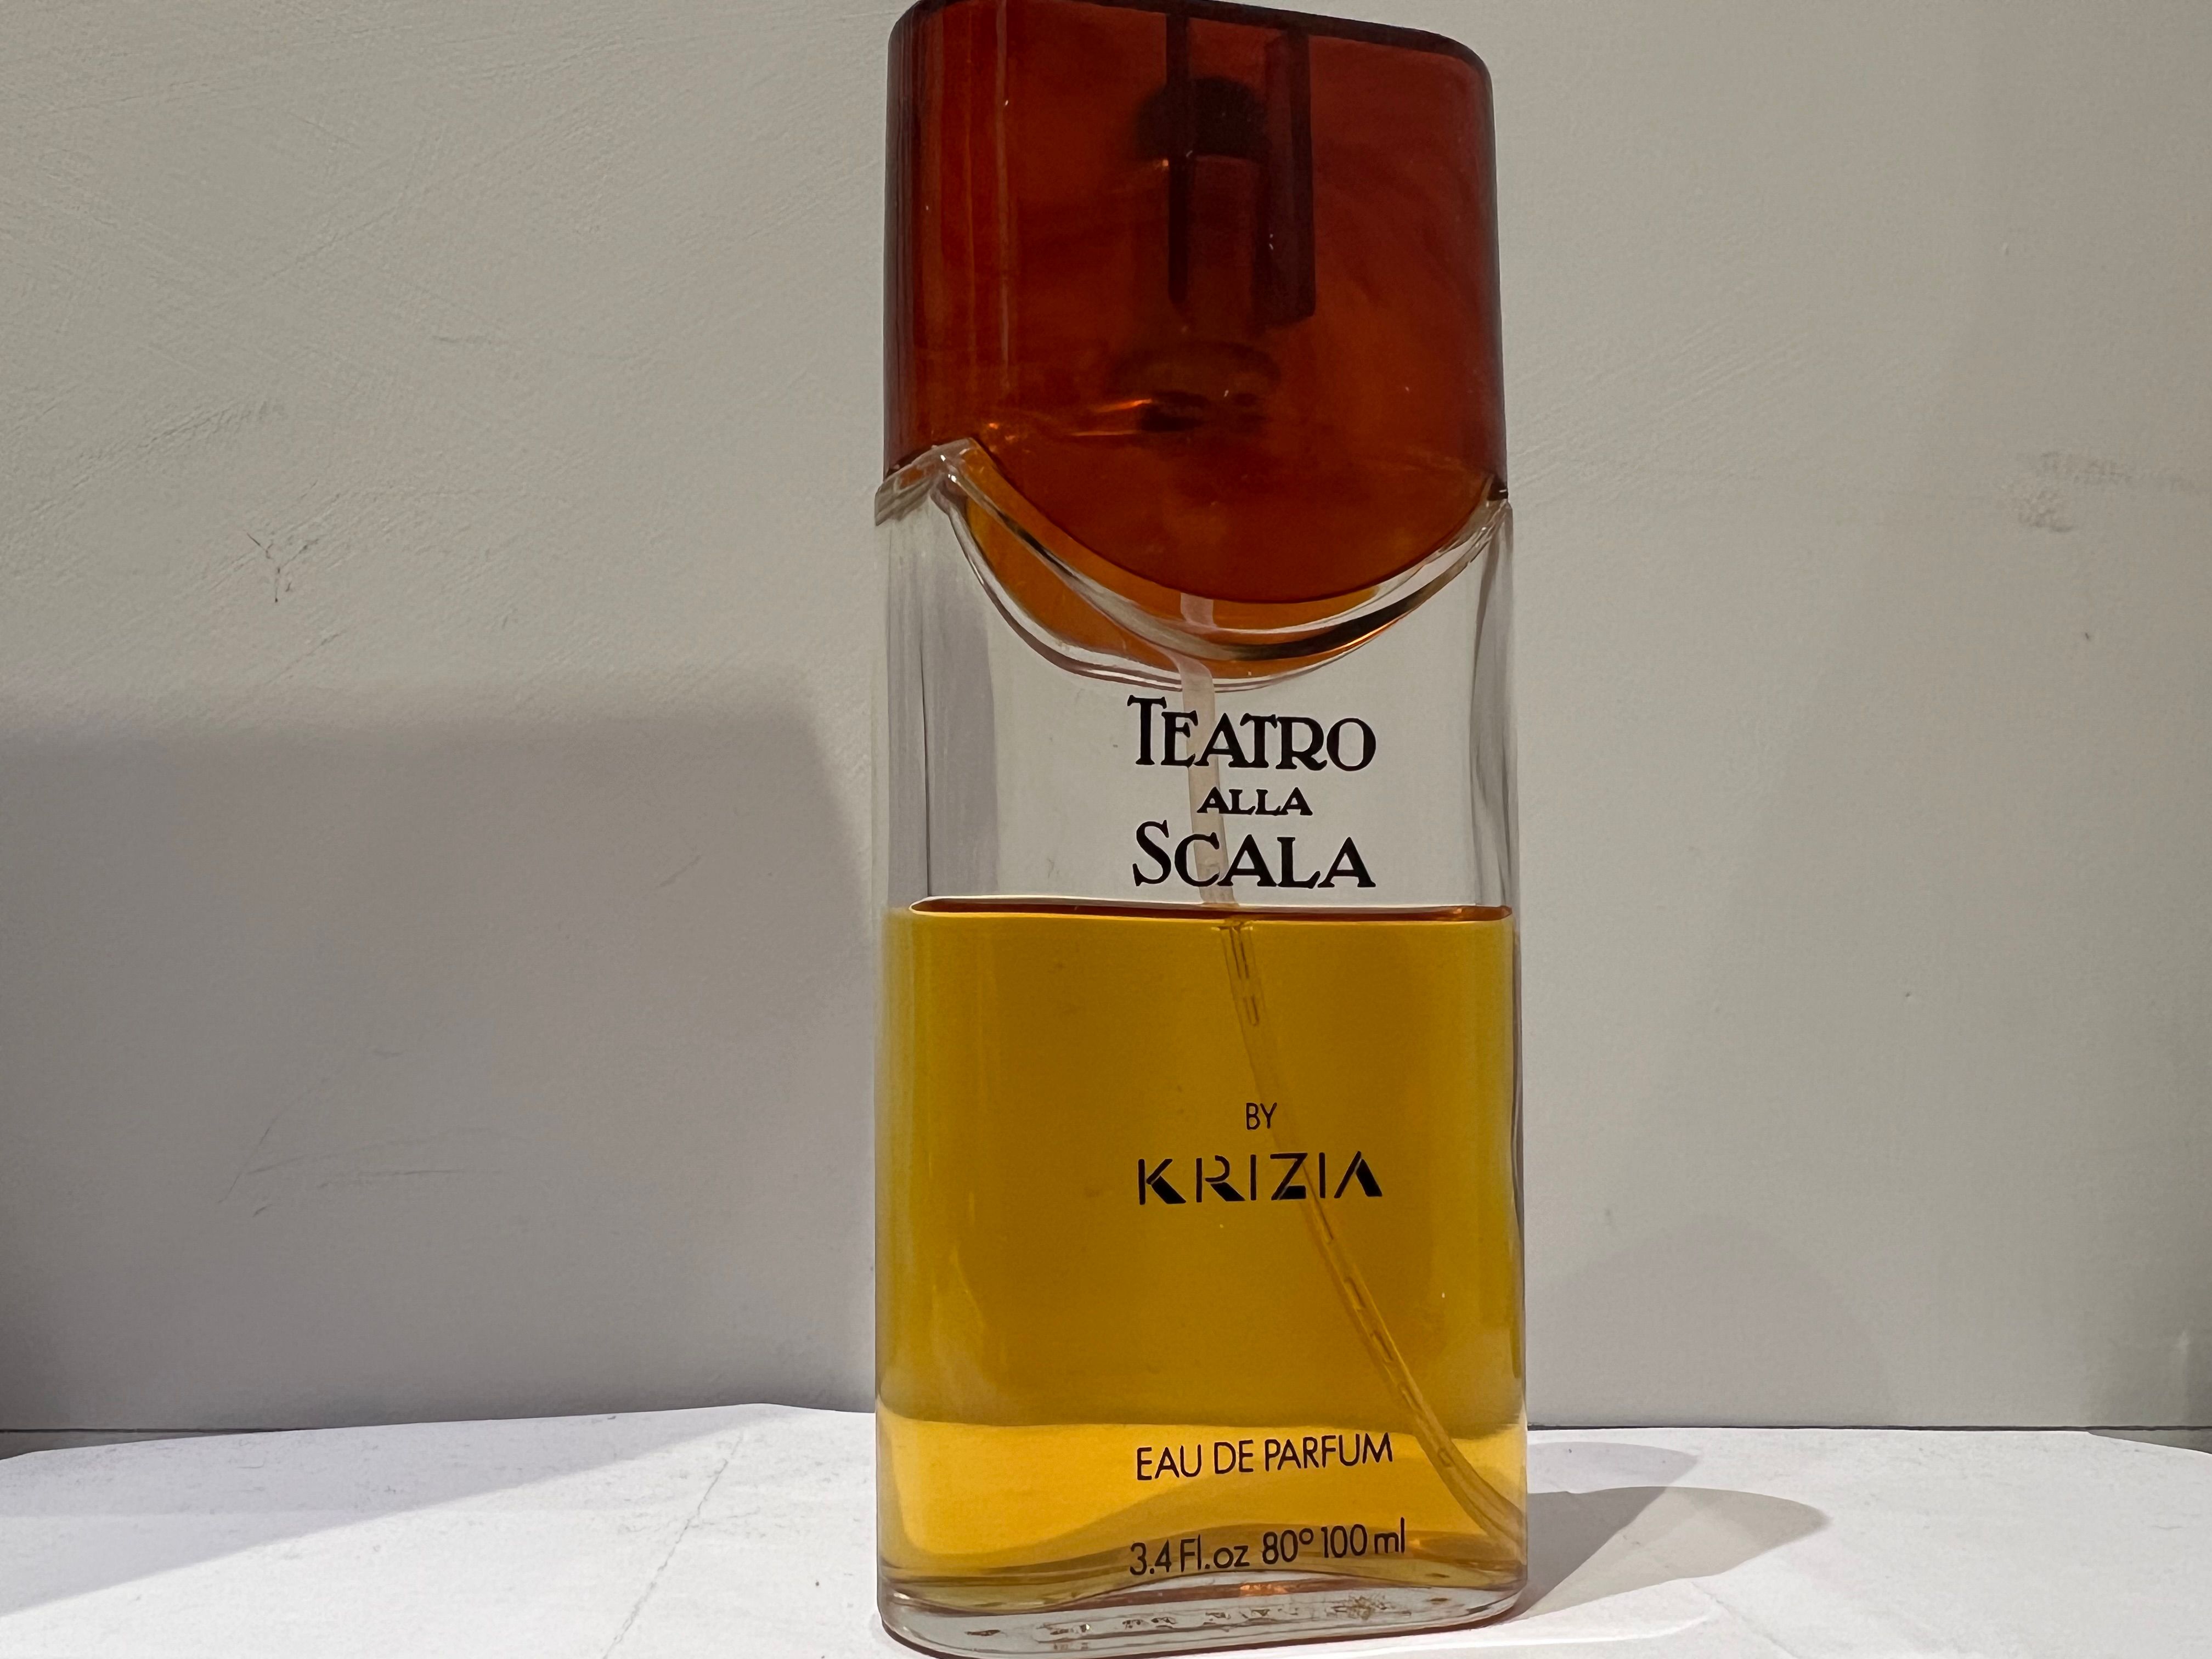 TEATRO
ALLA
SCALA
BY
KRIZIA
EAU DE PARFUM
3.4 Fl.oz 80° 100 ml